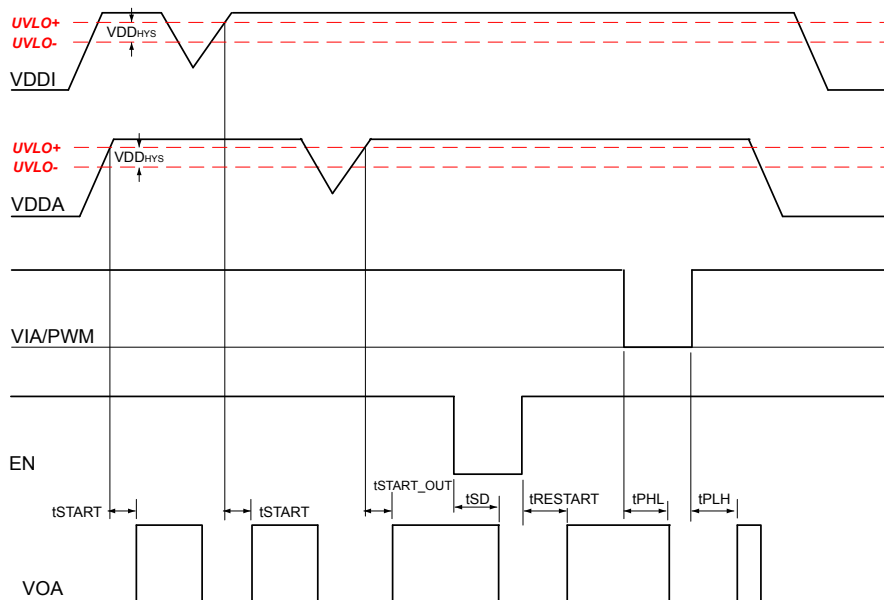 UVLO+
VDDHYS
UVLO-
VDDI
UVLO+
VDDHYS
UVLO-
VDDA
VIA/PWM
EN
tSTART
tSTART
tSTART_OUT
tSD
tRESTART
tPHL
tPLH
VOA